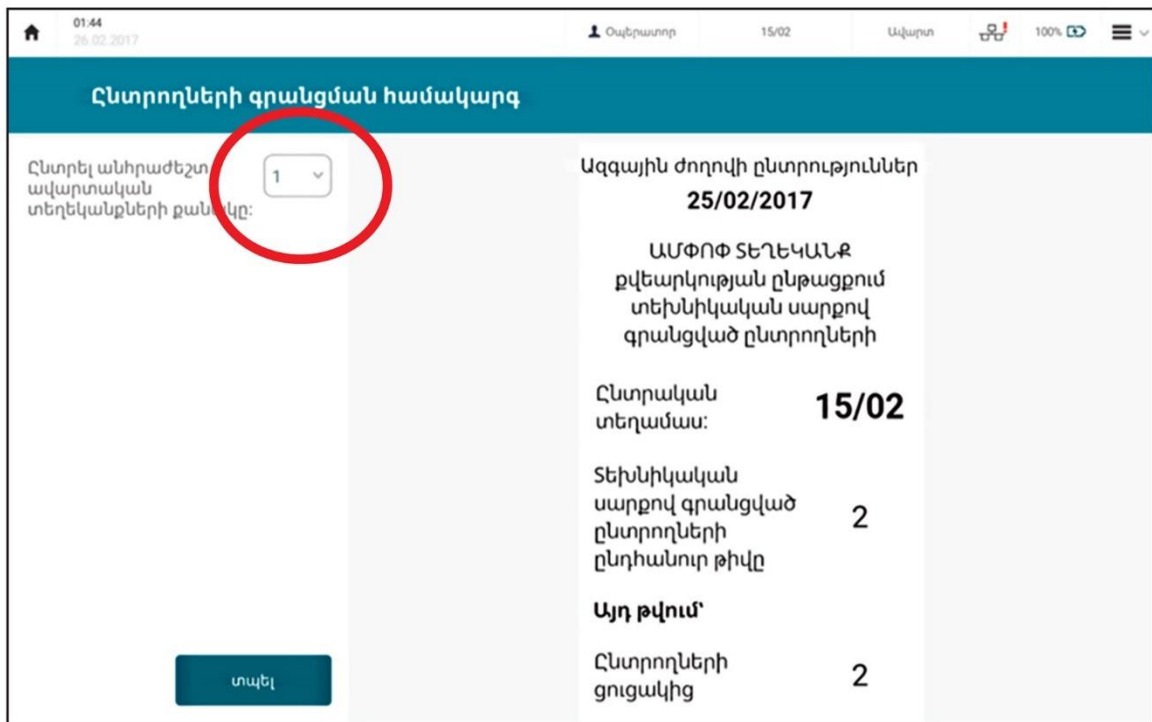 01:44
26.02.2017
Օպերատոր
15/02
Ավարտ
100%
Ընտրողների գրանցման համակարգ
Ընտրել անհրաժեշտ
ավարտական
տեղեկանքների քանակը:
1
տպել
Ազգային ժողովի ընտրություններ
25/02/2017
ԱՄՓՈՓ ՏԵՂԵԿԱՆՔ
քվեարկության ընթացքում
տեխնիկական սարքով
գրանցված ընտրողների
Ընտրական
տեղամաս:
15/02
Տեխնիկական
սարքով գրանցված
ընտրողների
ընդհանուր թիվը
2
Այդ թվում՝
Ընտրողների
ցուցակից
2